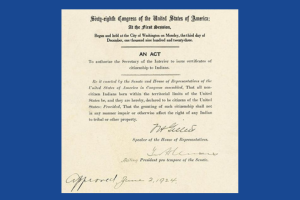 Sixty-eighth Congress of the United States of America;
At the First Session,
Begun and held at the City of Washington on Monday, the third day of
December, one thousand nine hundred and twenty-three.
AN ACT
To authorize the Secretary of the Interior to issue certificates of
citizenship to Indians.
Be it enacted by the Senate and House of Representatives of the
United States of America in Congress assembled, That all non-
citizen Indians born within the territorial limits of the United
States be, and they are hereby, declared to be citizens of the United
States: Provided, That the granting of such citizenship shall not in
any manner impair or otherwise affect the right of any Indian
to tribal or other property.
Speaker of the House of Representatives.
President pro tempore of the Senate.
Approved June 2, 1924.